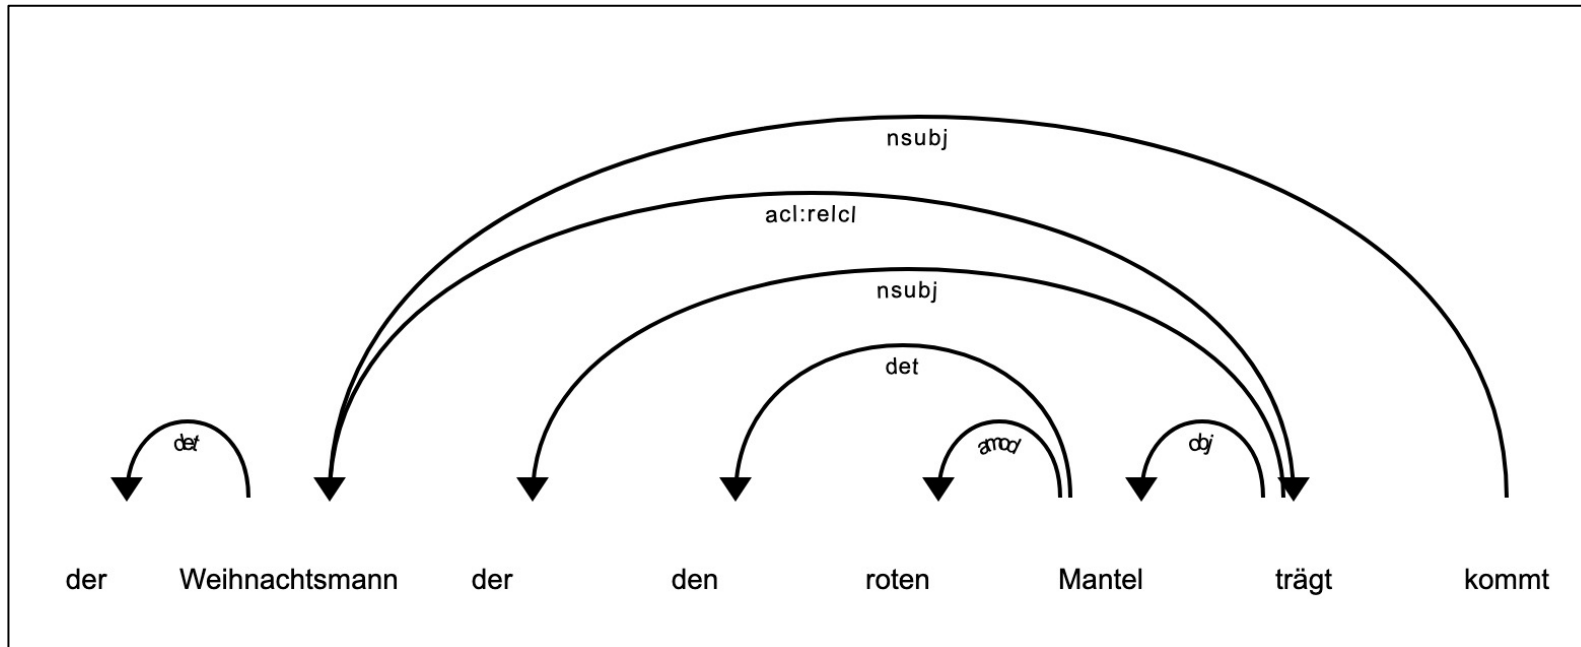 nsubj
acl:relcl
nsubj
det
det amod obj
der Weihnachtsmann der den roten Mantel trägt kommt